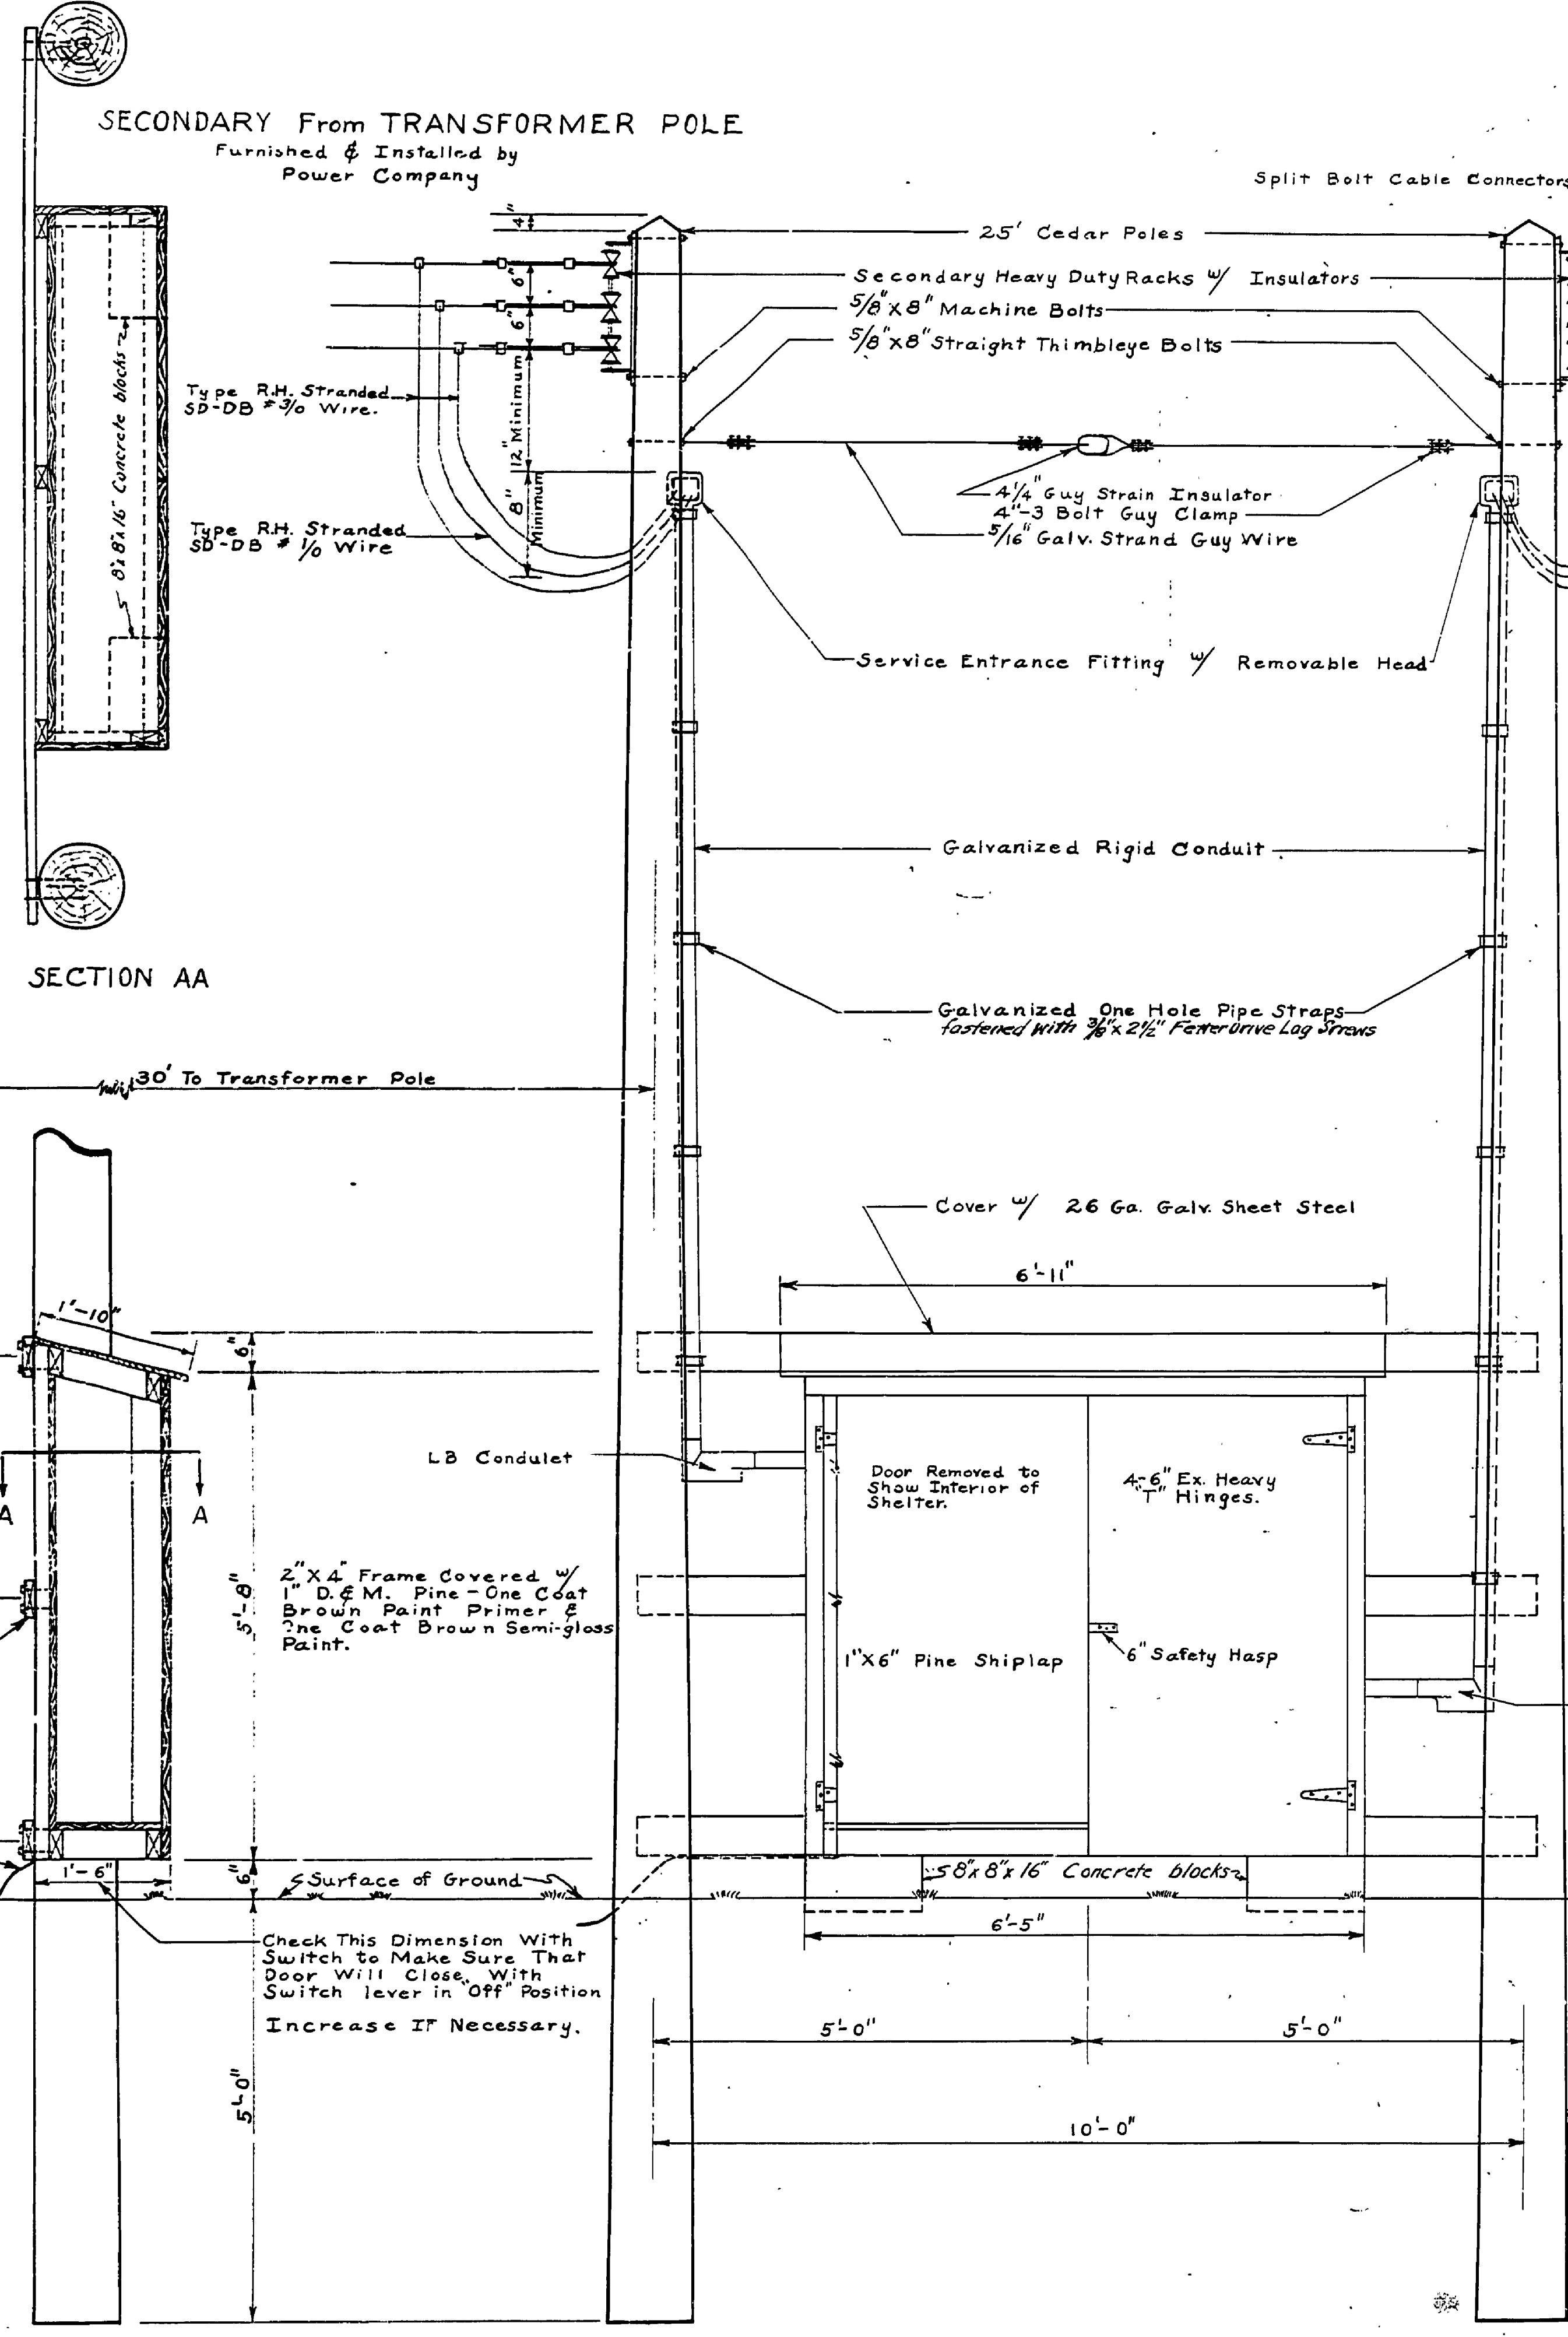 SECONDARY From TRANSFORMER POLE
Furnished & Installed by
Power Company
Split Bolt Cable Connectors
4"
25' Cedar Poles
Secondary Heavy Duty Racks w/ Insulators
6"
5/8"X8" Machine Bolts
6"
5/8"X8" Straight Thimbleye Bolts
8"x8"x16" Concrete blocks
Type R.H. Stranded
SD-DB #3/0 Wire.
12" Minimum
8" Minimum
4 1/4" Guy Strain Insulator
4"-3 Bolt Guy Clamp
5/16" Galv. Strand Guy Wire
Type R.H. Stranded
SD-DB # 1/0 Wire
Service Entrance Fitting w/ Removable Head
Galvanized Rigid Conduit
SECTION AA
Galvanized One Hole Pipe Straps
fastened with 3/8"x 2 1/2" Fetter Drive Lag Screws
30' To Transformer Pole
Cover w/ 26 Ga. Galv. Sheet Steel
6'-11"
1'-10"
6"
LB Condulet
Door Removed to
Show Interior of
Shelter.
4-6" Ex. Heavy
"T" Hinges.
A
A
5'-8"
2"X4" Frame Covered w/
1" D.&M. Pine-One Coat
Brown Paint Primer &
One Coat Brown Semi-gloss
Paint.
1"X6" Pine Shiplap
6" Safety Hasp
1'-6"
6"
Surface of Ground
8"x8"x16" Concrete blocks
6'-5"
Check This Dimension With
Switch to Make Sure That
Door Will Close With
Switch lever in "Off" Position
Increase IF Necessary.
5'-0"
5'-0"
5'-0"
10'-0"